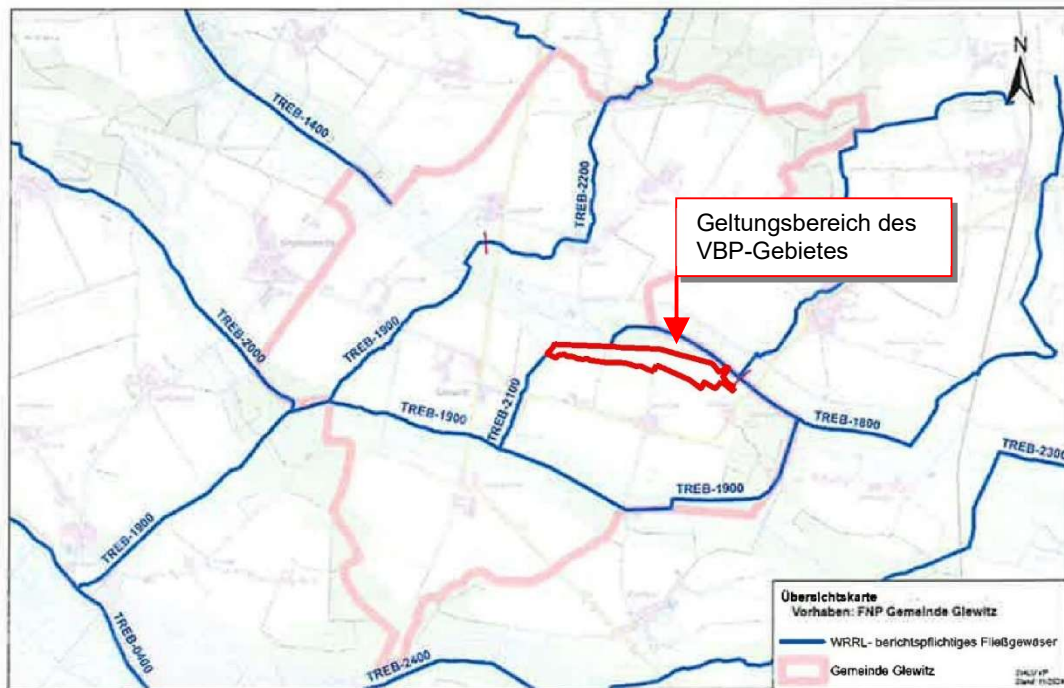 N
TREB-1400
TREB-2200
Geltungsbereich des
VBP-Gebietes
TREB-2000
TREB-1900
TREB-2100
TREB-1900
TREB-1800
TREB-2300
TREB-1900
TREB-1900
TREB-0400
TREB-2400
Übersichtskarte
Vorhaben: FNP Gemeinde Glewitz
WRRL- berichtspflichtiges Fließgewässer
Gemeinde Glewitz